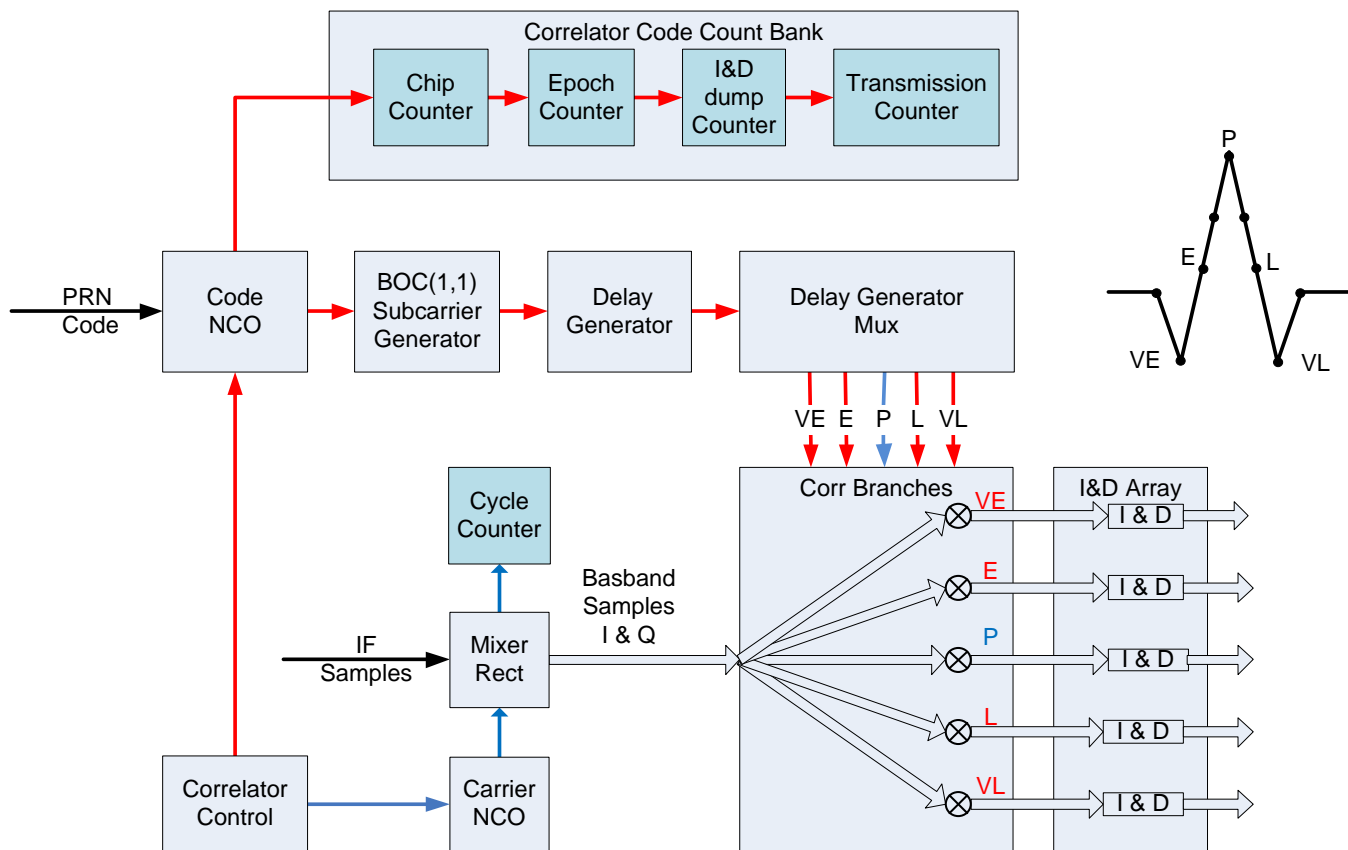 Correlator Code Count Bank
Chip
Counter
Epoch
Counter
I&D
dump
Counter
Transmission
Counter
P
E
L
VE
VL
PRN
Code
Code
NCO
BOC(1,1)
Subcarrier
Generator
Delay
Generator
Delay Generator
Mux
VE
E
P
L
VL
Cycle
Counter
Basband
Samples
I & Q
IF
Samples
Mixer
Rect
Corr Branches
I&D Array
VE
I & D
E
I & D
P
I & D
L
I & D
VL
I & D
Correlator
Control
Carrier
NCO